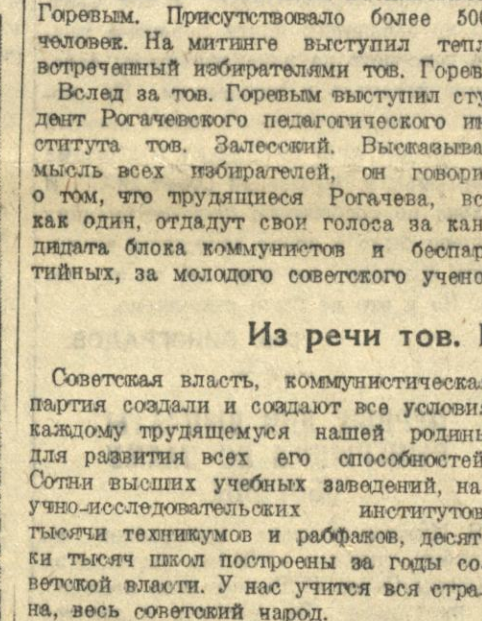 Горевым. Присутствовало более 500
человек. На митинге выступил тепл
встреченный избирателями тов. Горев
Вслед за тов. Горевым выступил сту
дент Рогачевского педагогического ин
ститута тов. Залесский. Высказыва
мысль всех избирателей, он говори
о том, что трудящиеся Рогачева, вс
как один, отдадут свои голоса за кан
дидата блока коммунистов и беспар
тийных, за молодого советского учено
Из речи тов.
Советская власть, коммунистическа
партия создали и создают все условия
каждому трудящемуся нашей родины
для развития всех его способностей
Сотни высших учебных заведений, на
учно-исследовательских институтов
тысячи техникумов и рабфаков, десят
ки тысяч школ построены за годы со
ветской власти. У нас учится вся стра
на, весь советский народ.